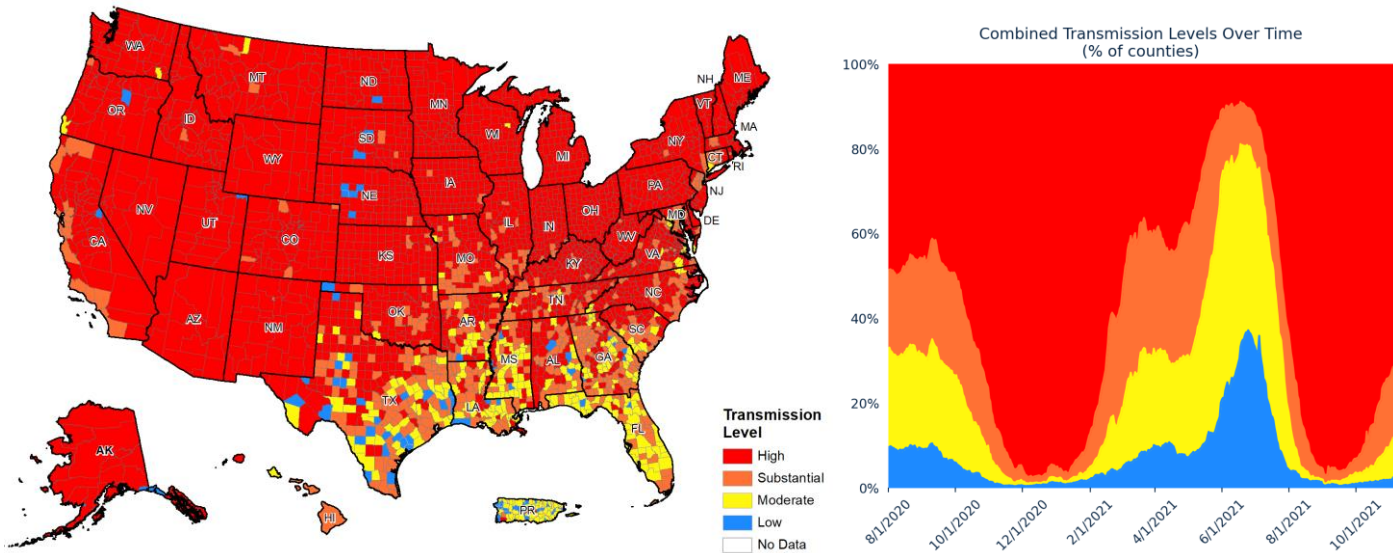 WA
MT
ND
MN
OR
ID
SD
WI
MI
WY
NE
IA
NV
UT
CO
CA
KS
MO
IL
IN
OH
KY
WV
VA
PA
NY
VT
NH
ME
MA
CT
RI
NJ
MD
DE
AZ
NM
OK
AR
TN
NC
SC
MS
AL
GA
TX
LA
FL
AK
HI
PR
Transmission
Level
High
Substantial
Moderate
Low
No Data
Combined Transmission Levels Over Time
(% of counties)
100%
80%
60%
40%
20%
0%
8/1/2020
10/1/2020
12/1/2020
2/1/2021
4/1/2021
6/1/2021
8/1/2021
10/1/2021